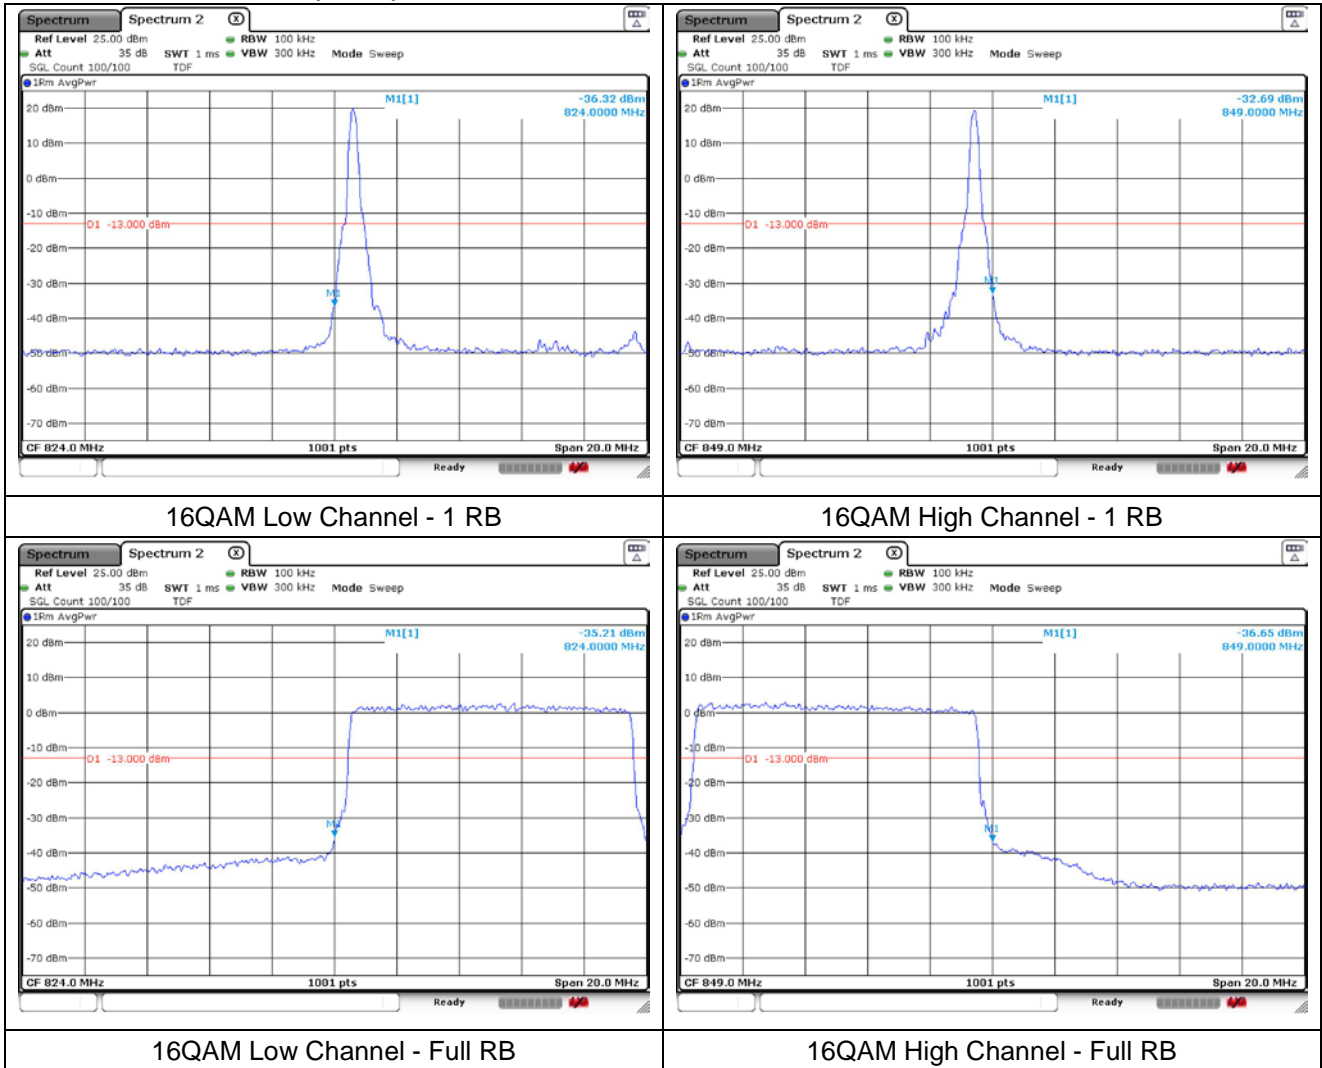 Spectrum Spectrum 2 X
Ref Level 25.00 dBm RBW 100 kHz
Att 35 dB SWT 1 ms VBW 300 kHz Mode Sweep
SGL Count 100/100 TDF
1Rm AvgPwr
M1[1] -36.32 dBm
824.0000 MHz
20 dBm
10 dBm
0 dBm
-10 dBm
D1 -13.000 dBm
-20 dBm
-30 dBm
M1
-40 dBm
-50 dBm
-60 dBm
-70 dBm
CF 824.0 MHz 1001 pts Span 20.0 MHz
Ready
16QAM Low Channel - 1 RB
Spectrum Spectrum 2 X
Ref Level 25.00 dBm RBW 100 kHz
Att 35 dB SWT 1 ms VBW 300 kHz Mode Sweep
SGL Count 100/100 TDF
1Rm AvgPwr
M1[1] -32.69 dBm
849.0000 MHz
20 dBm
10 dBm
0 dBm
-10 dBm
D1 -13.000 dBm
-20 dBm
-30 dBm
M1
-40 dBm
-50 dBm
-60 dBm
-70 dBm
CF 849.0 MHz 1001 pts Span 20.0 MHz
Ready
16QAM High Channel - 1 RB
Spectrum Spectrum 2 X
Ref Level 25.00 dBm RBW 100 kHz
Att 35 dB SWT 1 ms VBW 300 kHz Mode Sweep
SGL Count 100/100 TDF
1Rm AvgPwr
M1[1] -35.21 dBm
824.0000 MHz
20 dBm
10 dBm
0 dBm
-10 dBm
D1 -13.000 dBm
-20 dBm
-30 dBm
M1
-40 dBm
-50 dBm
-60 dBm
-70 dBm
CF 824.0 MHz 1001 pts Span 20.0 MHz
Ready
16QAM Low Channel - Full RB
Spectrum Spectrum 2 X
Ref Level 25.00 dBm RBW 100 kHz
Att 35 dB SWT 1 ms VBW 300 kHz Mode Sweep
SGL Count 100/100 TDF
1Rm AvgPwr
M1[1] -36.65 dBm
849.0000 MHz
20 dBm
10 dBm
0 dBm
-10 dBm
D1 -13.000 dBm
-20 dBm
-30 dBm
M1
-40 dBm
-50 dBm
-60 dBm
-70 dBm
CF 849.0 MHz 1001 pts Span 20.0 MHz
Ready
16QAM High Channel - Full RB